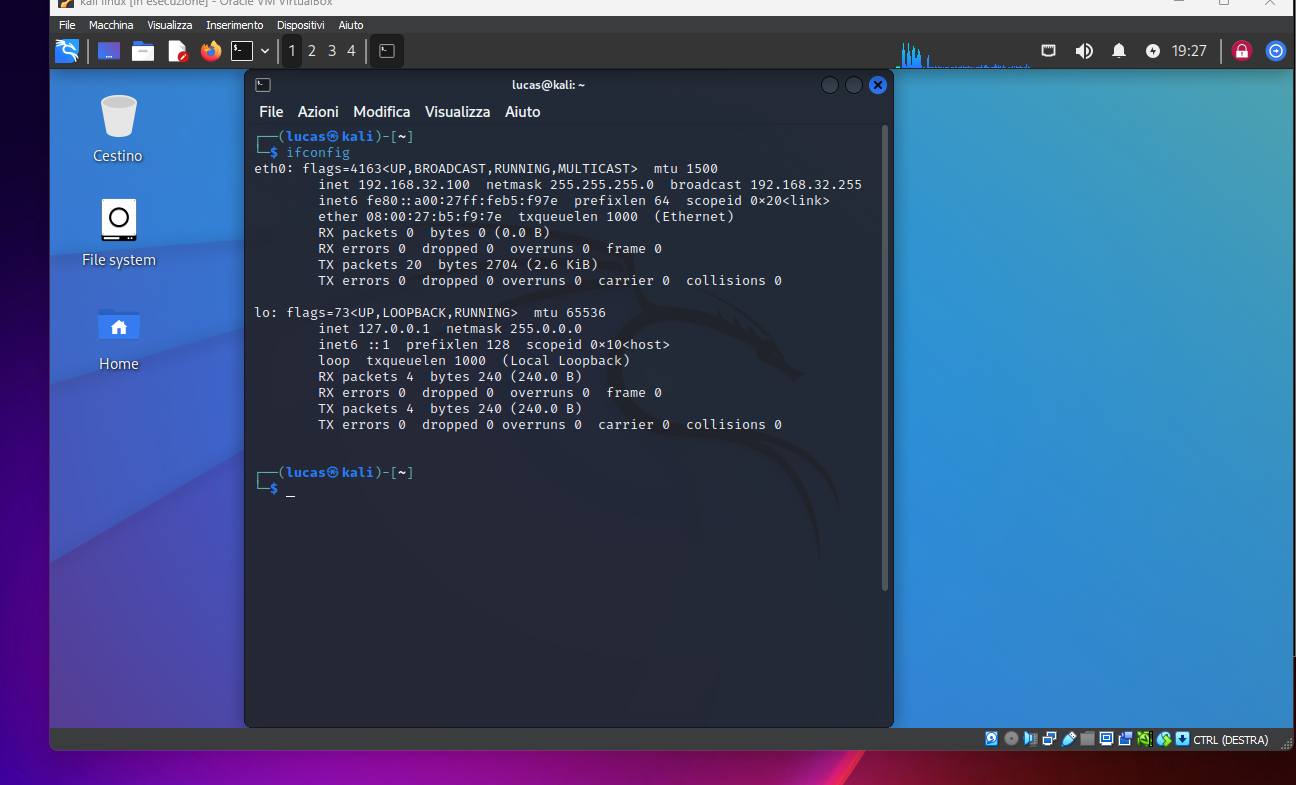 kali linux [In esecuzione] - Oracle VM VirtualBox
File Macchina Visualizza Inserimento Dispositivi Aiuto
1 2 3 4
19:27
lucas@kali: ~
File Azioni Modifica Visualizza Aiuto
Cestino
File system
Home
┌──(lucas㉿kali)-[~]
└─$ ifconfig
eth0: flags=4163<UP,BROADCAST,RUNNING,MULTICAST>  mtu 1500
        inet 192.168.32.100  netmask 255.255.255.0  broadcast 192.168.32.255
        inet6 fe80::a00:27ff:feb5:f97e  prefixlen 64  scopeid 0×20<link>
        ether 08:00:27:b5:f9:7e  txqueuelen 1000  (Ethernet)
        RX packets 0  bytes 0 (0.0 B)
        RX errors 0  dropped 0  overruns 0  frame 0
        TX packets 20  bytes 2704 (2.6 KiB)
        TX errors 0  dropped 0 overruns 0  carrier 0  collisions 0
lo: flags=73<UP,LOOPBACK,RUNNING>  mtu 65536
        inet 127.0.0.1  netmask 255.0.0.0
        inet6 ::1  prefixlen 128  scopeid 0×10<host>
        loop  txqueuelen 1000  (Local Loopback)
        RX packets 4  bytes 240 (240.0 B)
        RX errors 0  dropped 0  overruns 0  frame 0
        TX packets 4  bytes 240 (240.0 B)
        TX errors 0  dropped 0 overruns 0  carrier 0  collisions 0
┌──(lucas㉿kali)-[~]
└─$ _
CTRL (DESTRA)